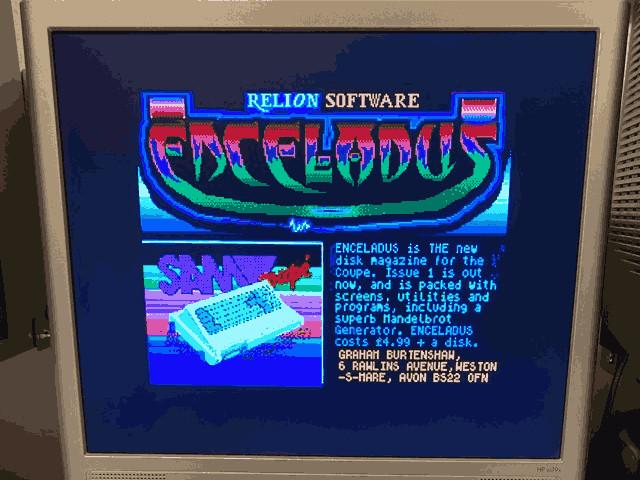 RELION SOFTWARE
ENCELADUS
SAM
ENCELADUS is THE new
disk magazine for the
Coupe. Issue 1 is out
now, and is packed with
screens, utilities and
programs, including a
superb Mandelbrot
Generator. ENCELADUS
costs £4.99 + a disk.
GRAHAM BURTENSHAW,
6 RAWLINS AVENUE,WESTON
-S-MARE, AVON BS22 0FN